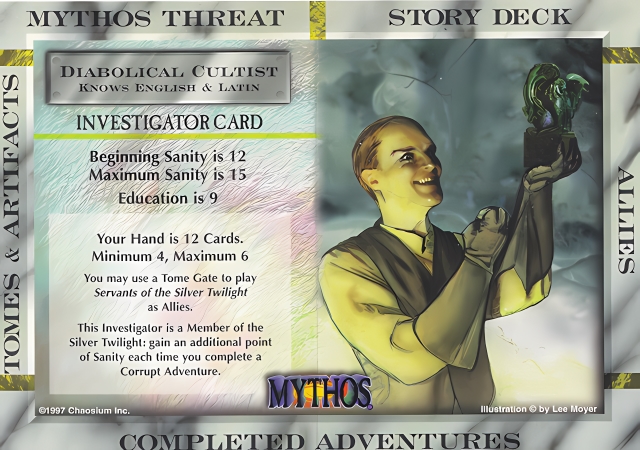 MYTHOS THREAT
STORY DECK
TOMES & ARTIFACTS
ALLIES
DIABOLICAL CULTIST
KNOWS ENGLISH & LATIN
INVESTIGATOR CARD
Beginning Sanity is 12
Maximum Sanity is 15
Education is 9
Your Hand is 12 Cards.
Minimum 4, Maximum 6
You may use a Tome Gate to play
Servants of the Silver Twilight
as Allies.
This Investigator is a Member of the
Silver Twilight: gain an additional point
of Sanity each time you complete a
Corrupt Adventure.
MYTHOS®
©1997 Chaosium Inc.
Illustration © by Lee Moyer
COMPLETED ADVENTURES